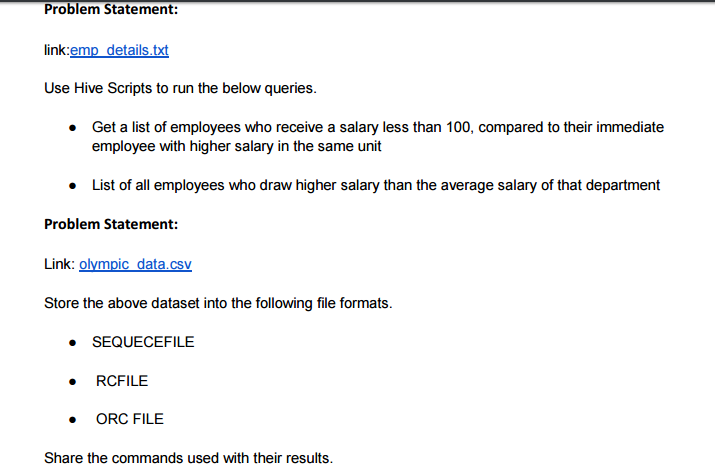 Problem Statement:
link:emp_details.txt
Use Hive Scripts to run the below queries.
● Get a list of employees who receive a salary less than 100, compared to their immediate
employee with higher salary in the same unit
● List of all employees who draw higher salary than the average salary of that department
Problem Statement:
Link: olympic_data.csv
Store the above dataset into the following file formats.
● SEQUECEFILE
● RCFILE
● ORC FILE
Share the commands used with their results.